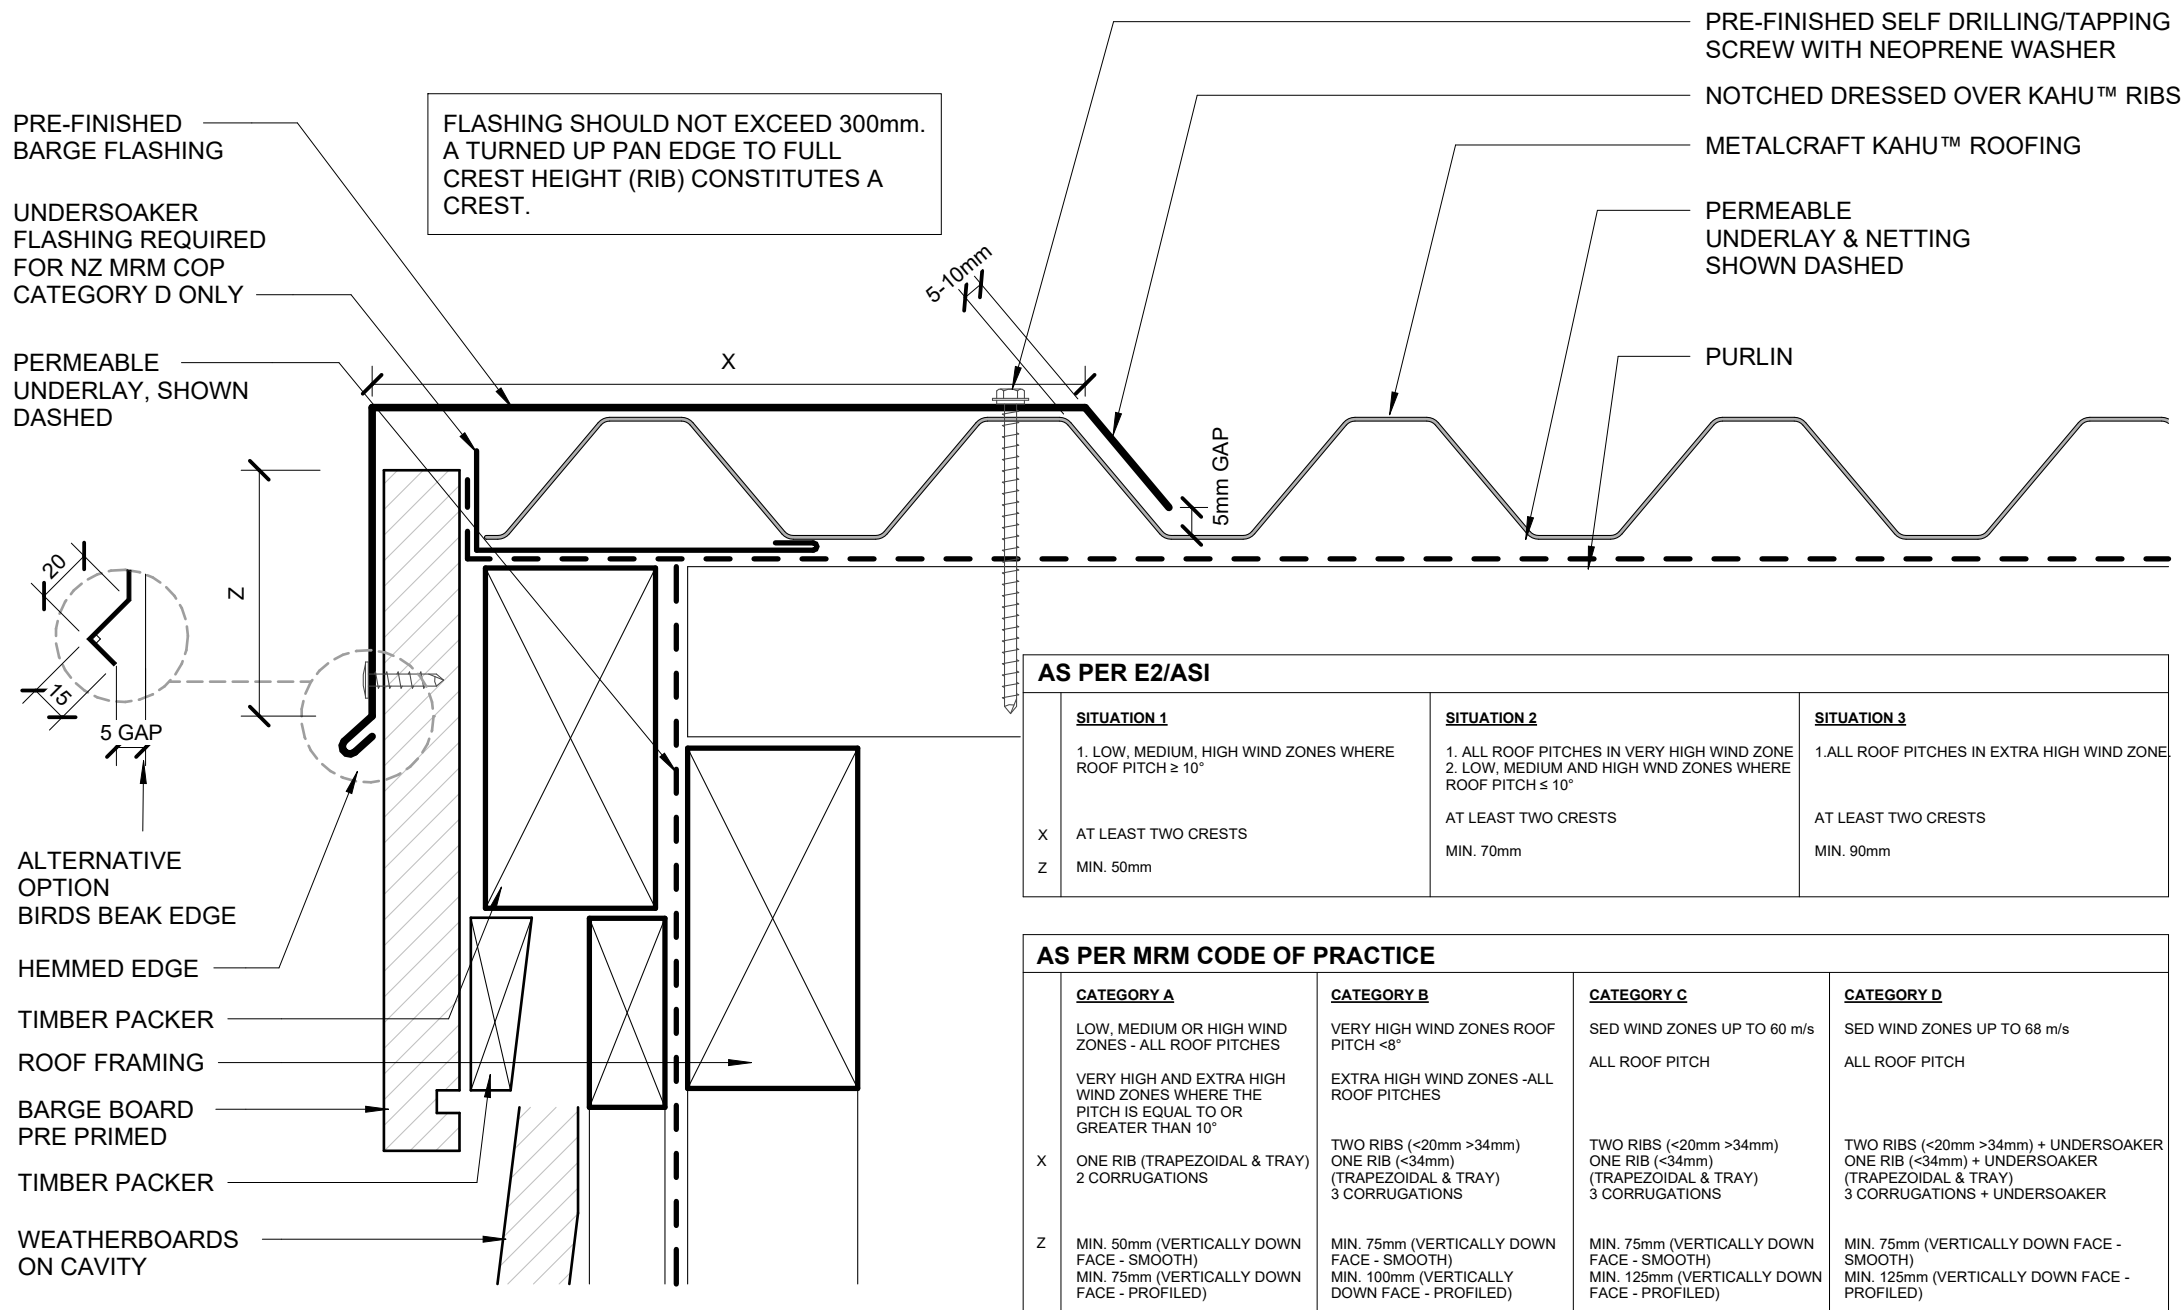 PRE-FINISHED SELF DRILLING/TAPPING
SCREW WITH NEOPRENE WASHER
NOTCHED DRESSED OVER KAHU™ RIBS
METALCRAFT KAHU™ ROOFING
PERMEABLE
UNDERLAY & NETTING
SHOWN DASHED
PURLIN
PRE-FINISHED
BARGE FLASHING
UNDERSOAKER
FLASHING REQUIRED
FOR NZ MRM COP
CATEGORY D ONLY
PERMEABLE
UNDERLAY, SHOWN
DASHED
FLASHING SHOULD NOT EXCEED 300mm.
A TURNED UP PAN EDGE TO FULL
CREST HEIGHT (RIB) CONSTITUTES A
CREST.
5-10mm
X
5mm GAP
Z
20
15
5 GAP
ALTERNATIVE
OPTION
BIRDS BEAK EDGE
HEMMED EDGE
TIMBER PACKER
ROOF FRAMING
BARGE BOARD
PRE PRIMED
TIMBER PACKER
WEATHERBOARDS
ON CAVITY
AS PER E2/ASI
SITUATION 1
1. LOW, MEDIUM, HIGH WIND ZONES WHERE
ROOF PITCH ≥ 10°
X AT LEAST TWO CRESTS
Z MIN. 50mm
SITUATION 2
1. ALL ROOF PITCHES IN VERY HIGH WIND ZONE
2. LOW, MEDIUM AND HIGH WND ZONES WHERE
ROOF PITCH ≤ 10°
AT LEAST TWO CRESTS
MIN. 70mm
SITUATION 3
1.ALL ROOF PITCHES IN EXTRA HIGH WIND ZONE.
AT LEAST TWO CRESTS
MIN. 90mm
AS PER MRM CODE OF PRACTICE
CATEGORY A
LOW, MEDIUM OR HIGH WIND
ZONES - ALL ROOF PITCHES
VERY HIGH AND EXTRA HIGH
WIND ZONES WHERE THE
PITCH IS EQUAL TO OR
GREATER THAN 10°
X ONE RIB (TRAPEZOIDAL & TRAY)
2 CORRUGATIONS
Z MIN. 50mm (VERTICALLY DOWN
FACE - SMOOTH)
MIN. 75mm (VERTICALLY DOWN
FACE - PROFILED)
CATEGORY B
VERY HIGH WIND ZONES ROOF
PITCH <8°
EXTRA HIGH WIND ZONES -ALL
ROOF PITCHES
TWO RIBS (<20mm >34mm)
ONE RIB (<34mm)
(TRAPEZOIDAL & TRAY)
3 CORRUGATIONS
MIN. 75mm (VERTICALLY DOWN
FACE - SMOOTH)
MIN. 100mm (VERTICALLY
DOWN FACE - PROFILED)
CATEGORY C
SED WIND ZONES UP TO 60 m/s
ALL ROOF PITCH
TWO RIBS (<20mm >34mm)
ONE RIB (<34mm)
(TRAPEZOIDAL & TRAY)
3 CORRUGATIONS
MIN. 75mm (VERTICALLY DOWN
FACE - SMOOTH)
MIN. 125mm (VERTICALLY DOWN
FACE - PROFILED)
CATEGORY D
SED WIND ZONES UP TO 68 m/s
ALL ROOF PITCH
TWO RIBS (<20mm >34mm) + UNDERSOAKER
ONE RIB (<34mm) + UNDERSOAKER
(TRAPEZOIDAL & TRAY)
3 CORRUGATIONS + UNDERSOAKER
MIN. 75mm (VERTICALLY DOWN FACE -
SMOOTH)
MIN. 125mm (VERTICALLY DOWN FACE -
PROFILED)